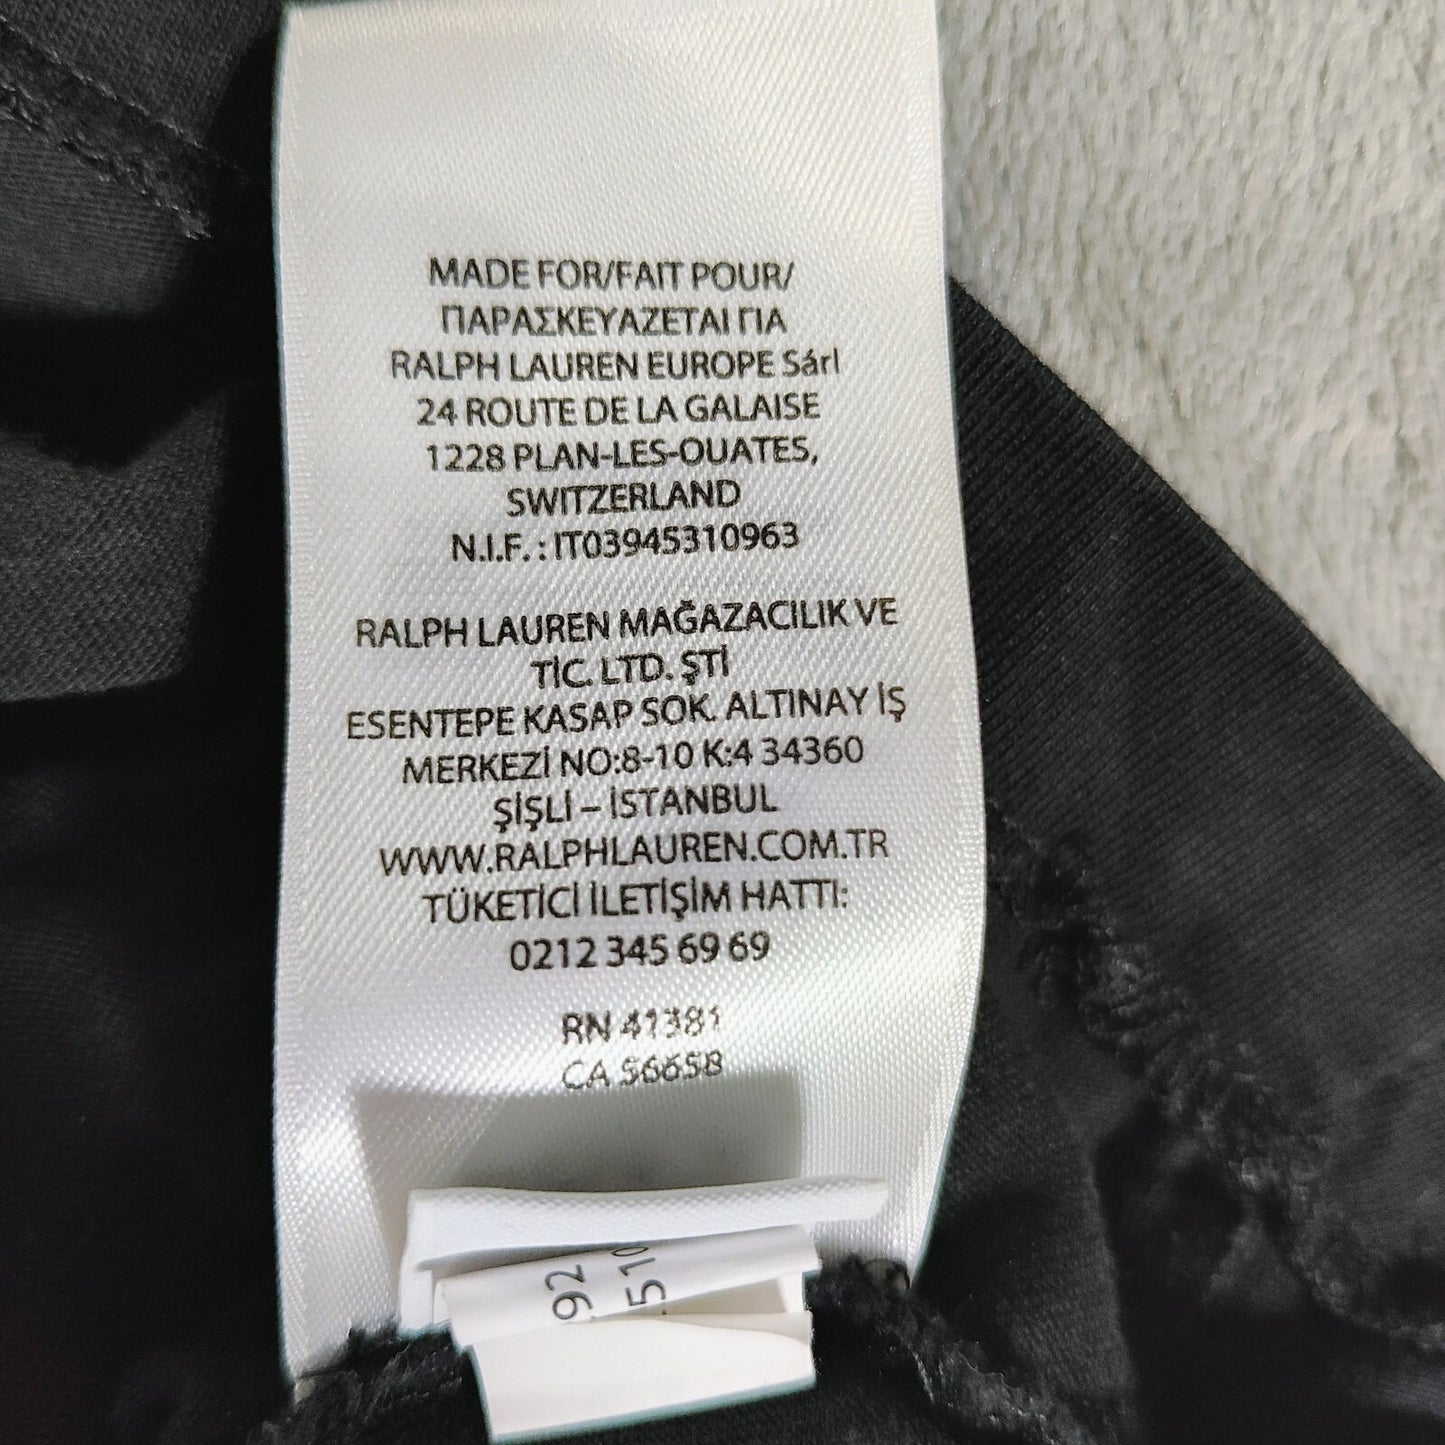 MADE FOR/FAIT POUR/
ΠΑΡΑΣΚΕΥΑΖΕΤΑΙ ΓΙΑ
RALPH LAUREN EUROPE Sárl
24 ROUTE DE LA GALAISE
1228 PLAN-LES-OUATES,
SWITZERLAND
N.I.F. : IT03945310963
RALPH LAUREN MAĞAZACILIK VE
TİC. LTD. ŞTİ
ESENTEPE KASAP SOK. ALTINAY İŞ
MERKEZİ NO:8-10 K:4 34360
ŞİŞLİ – İSTANBUL
WWW.RALPHLAUREN.COM.TR
TÜKETİCİ İLETİŞİM HATTI:
0212 345 69 69
RN 41381
CA 56658